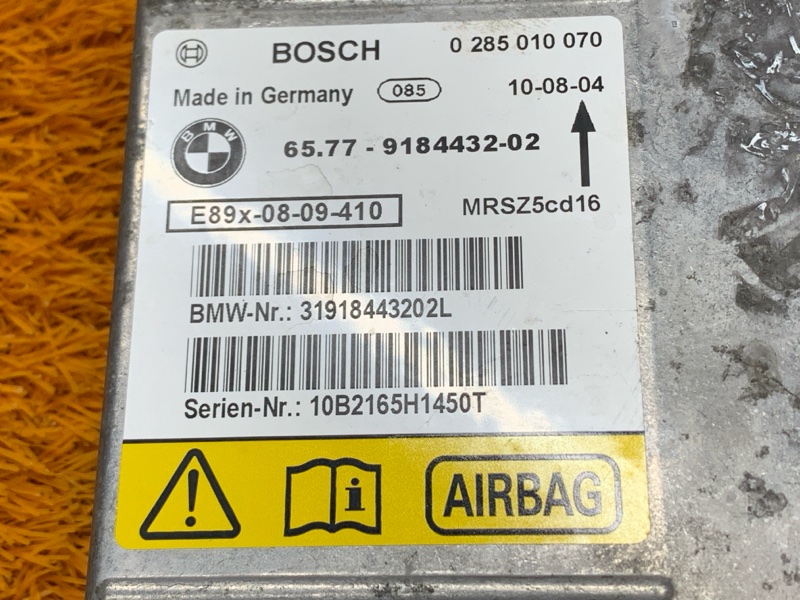 BOSCH 0 285 010 070
Made in Germany 085 10-08-04
BMW
65.77 - 9184432-02
E89x-08-09-410 MRSZ5cd16
BMW-Nr.: 31918443202L
Serien-Nr.: 10B2165H1450T
i AIRBAG